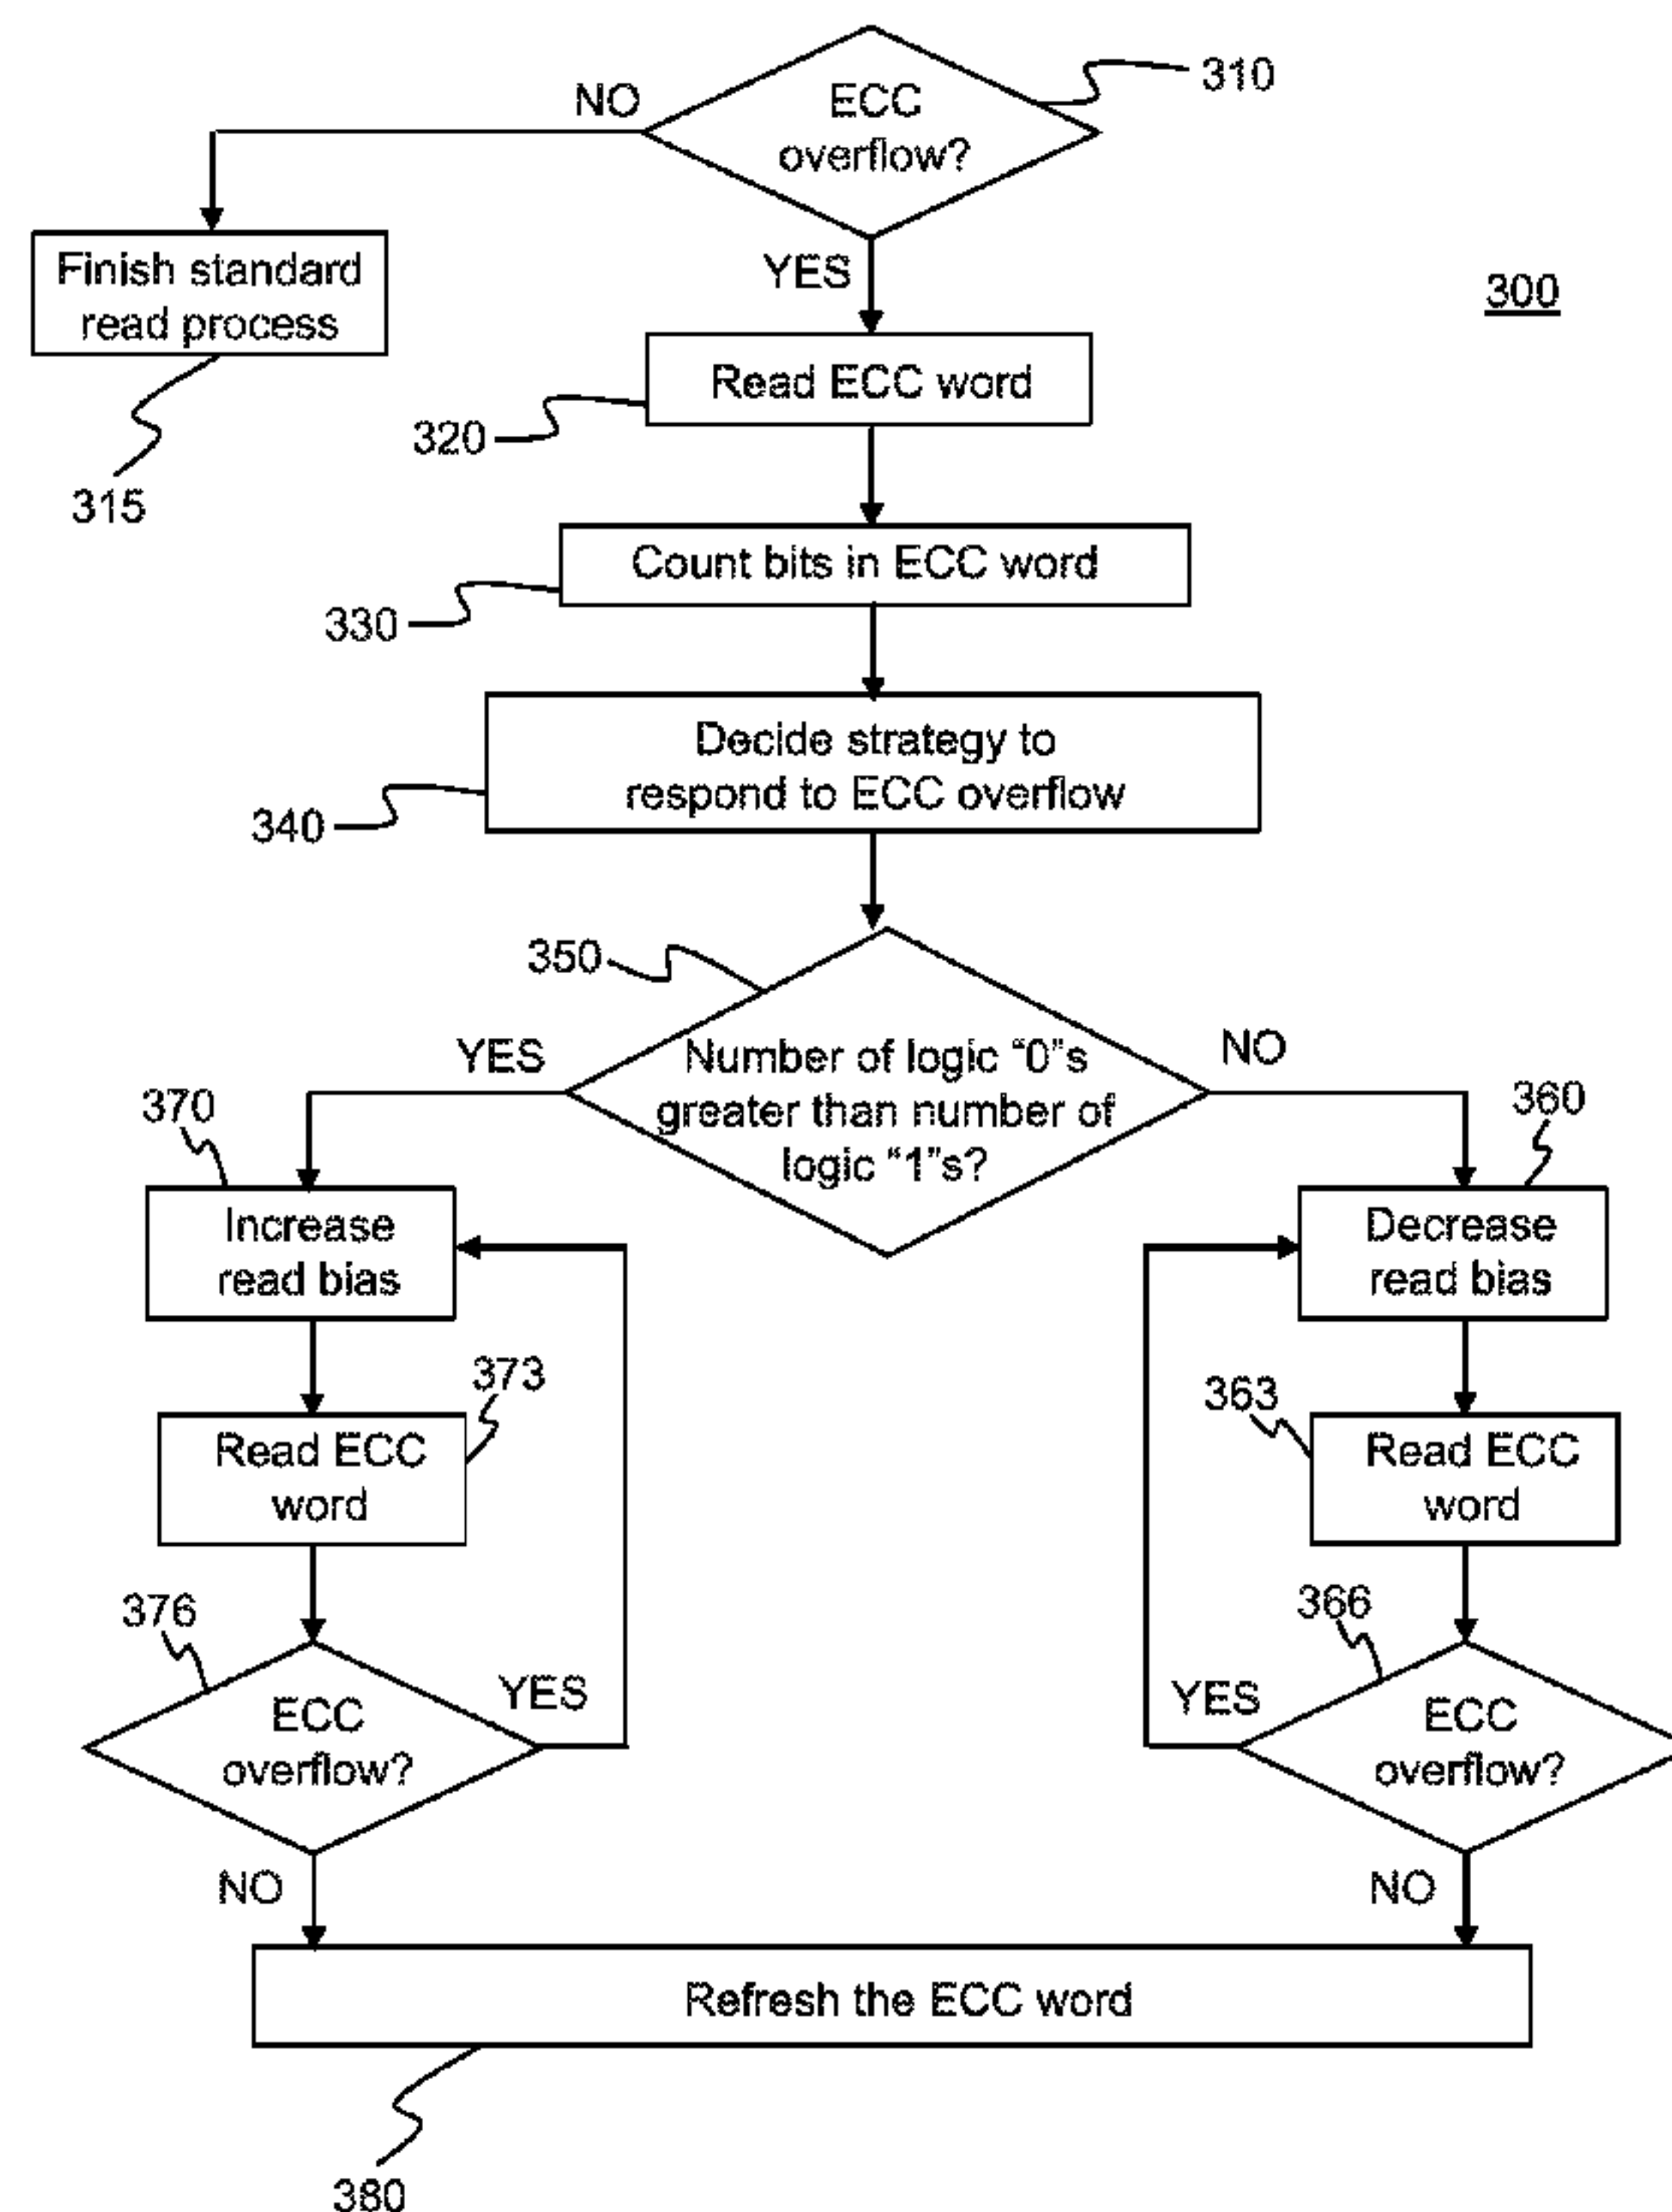 310
NO
ECC
overflow?
YES
Finish standard
read process
300
Read ECC word
320
315
Count bits in ECC word
330
Decide strategy to
respond to ECC overflow
340
350
YES
Number of logic “0”s
greater than number of
logic “1”s?
NO
370
360
Increase
read bias
Decrease
read bias
373
363
Read ECC
word
Read ECC
word
376
366
ECC
overflow?
YES
YES
ECC
overflow?
NO
NO
Refresh the ECC word
380